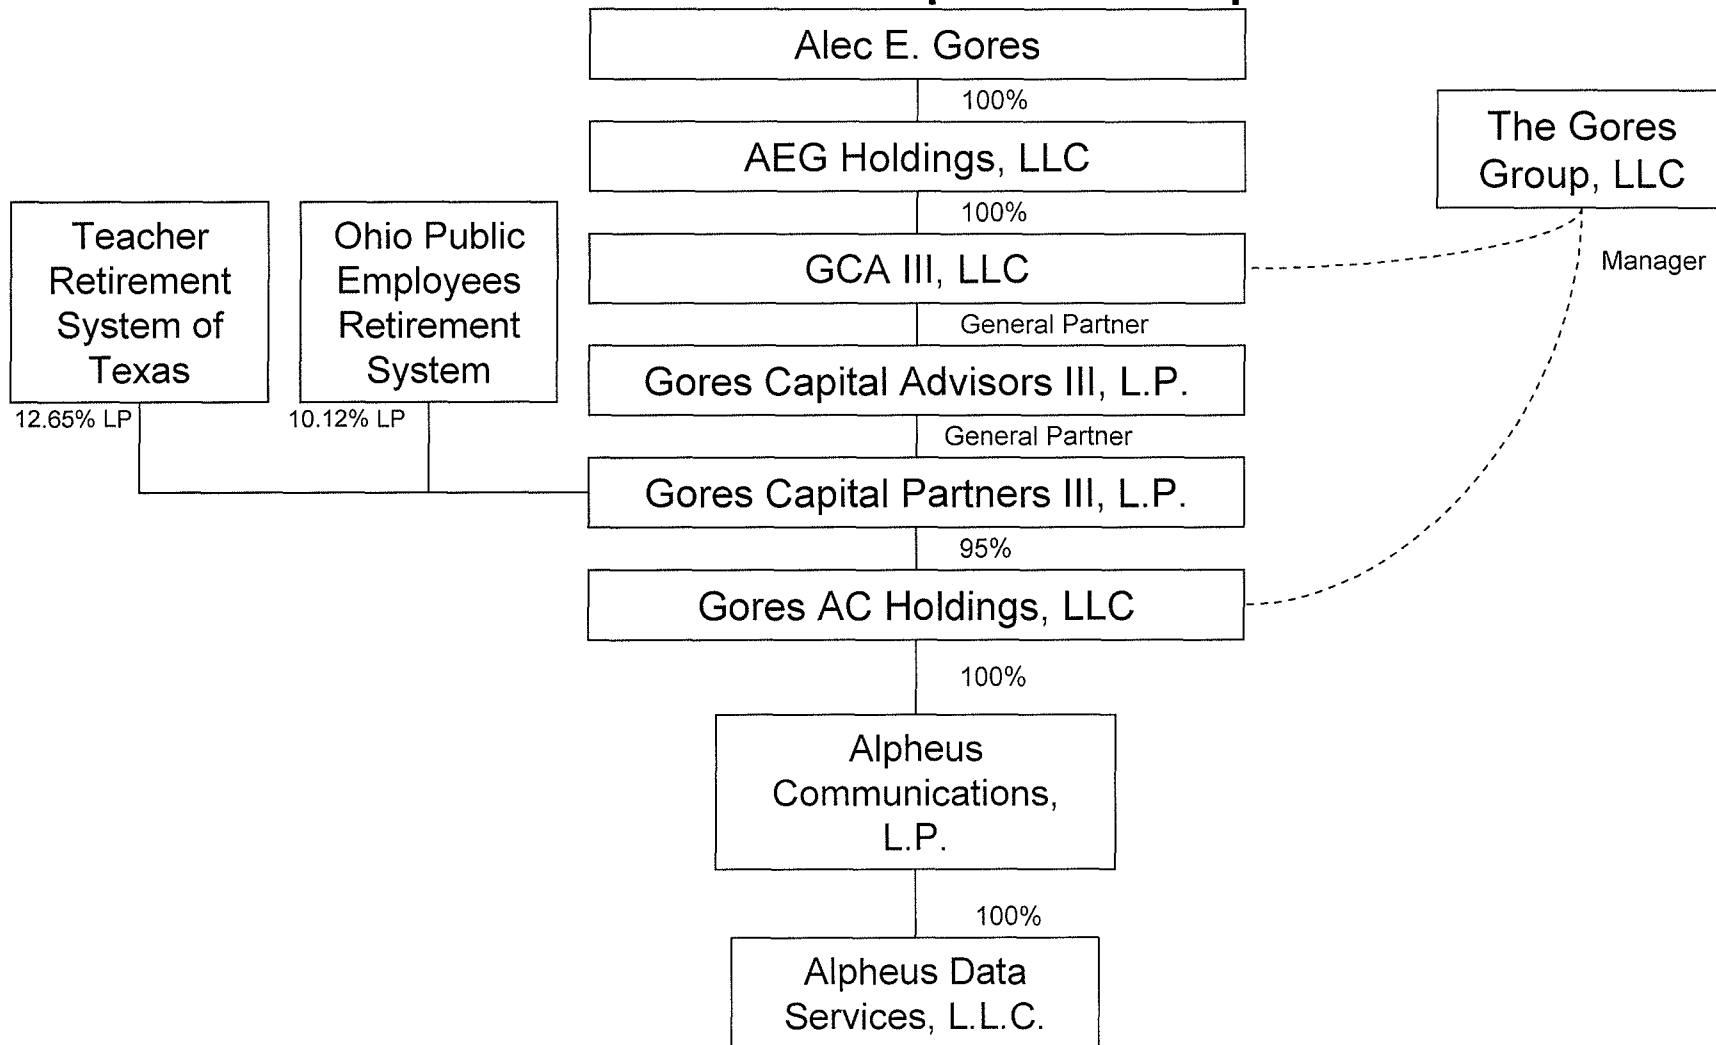 Alec E. Gores
100%
AEG Holdings, LLC
The Gores
Group, LLC
100%
Teacher
Retirement
System of
Texas
Ohio Public
Employees
Retirement
System
GCA III, LLC
Manager
General Partner
Gores Capital Advisors III, L.P.
12.65% LP
10.12% LP
General Partner
Gores Capital Partners III, L.P.
95%
Gores AC Holdings, LLC
100%
Alpheus
Communications,
L.P.
100%
Alpheus Data
Services, L.L.C.